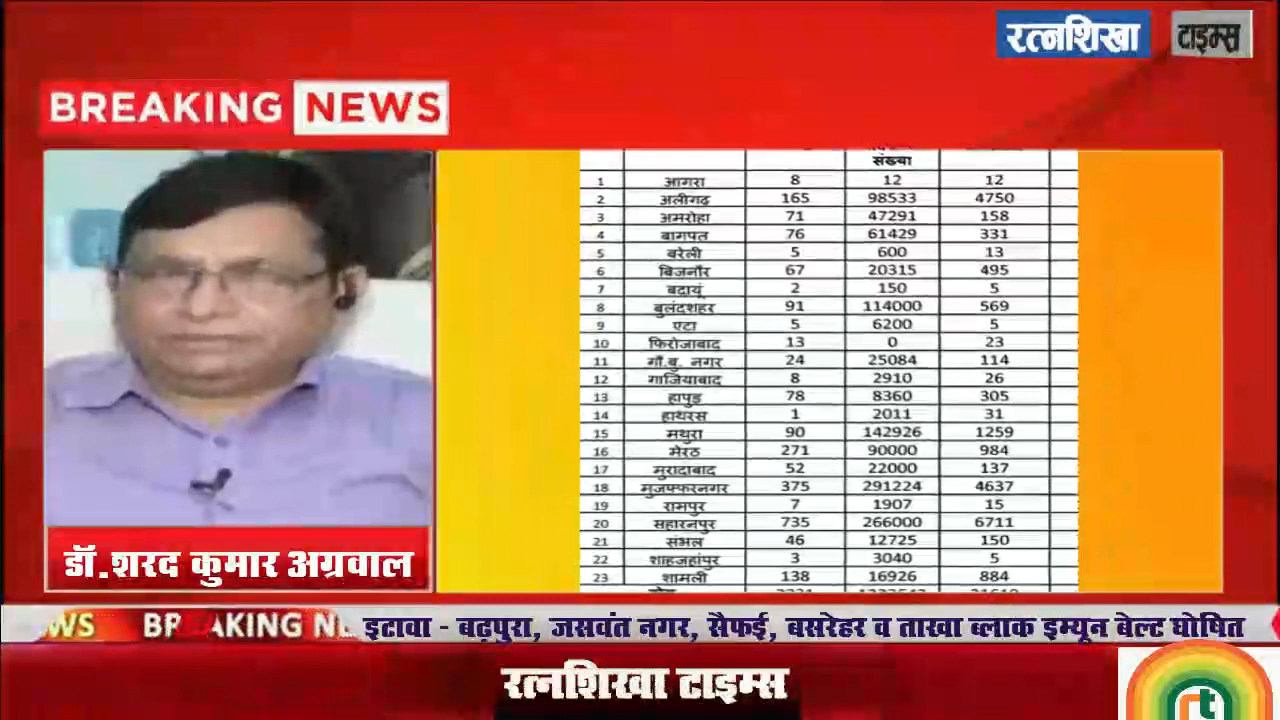 रत्नशिखा टाइम्स
BREAKING NEWS
संख्या
1 आगरा 8 12 12
2 अलीगढ़ 165 98533 4750
3 अमरोहा 71 47291 158
4 बागपत 76 61429 331
5 बरेली 5 600 13
6 बिजनौर 67 20315 495
7 बदायूं 2 150 5
8 बुलंदशहर 91 114000 569
9 एटा 5 6200 5
10 फिरोजाबाद 13 0 23
11 गौ.बु. नगर 24 25084 114
12 गाजियाबाद 8 2910 26
13 हापुड़ 78 8360 305
14 हाथरस 1 2011 31
15 मथुरा 90 142926 1259
16 मेरठ 271 90000 984
17 मुरादाबाद 52 22000 137
18 मुजफ्फरनगर 375 291224 4637
19 रामपुर 7 1907 15
20 सहारनपुर 735 266000 6711
21 संभल 46 12725 150
22 शाहजहांपुर 3 3040 5
23 शामली 138 16926 884
डॉ.शरद कुमार अग्रवाल
WS BREAKING NE इटावा - बढ़पुरा, जसवंत नगर, सैफई, बसरेहर व ताखा ब्लाक इम्यून बेल्ट घोषित
रत्नशिखा टाइम्स
rt